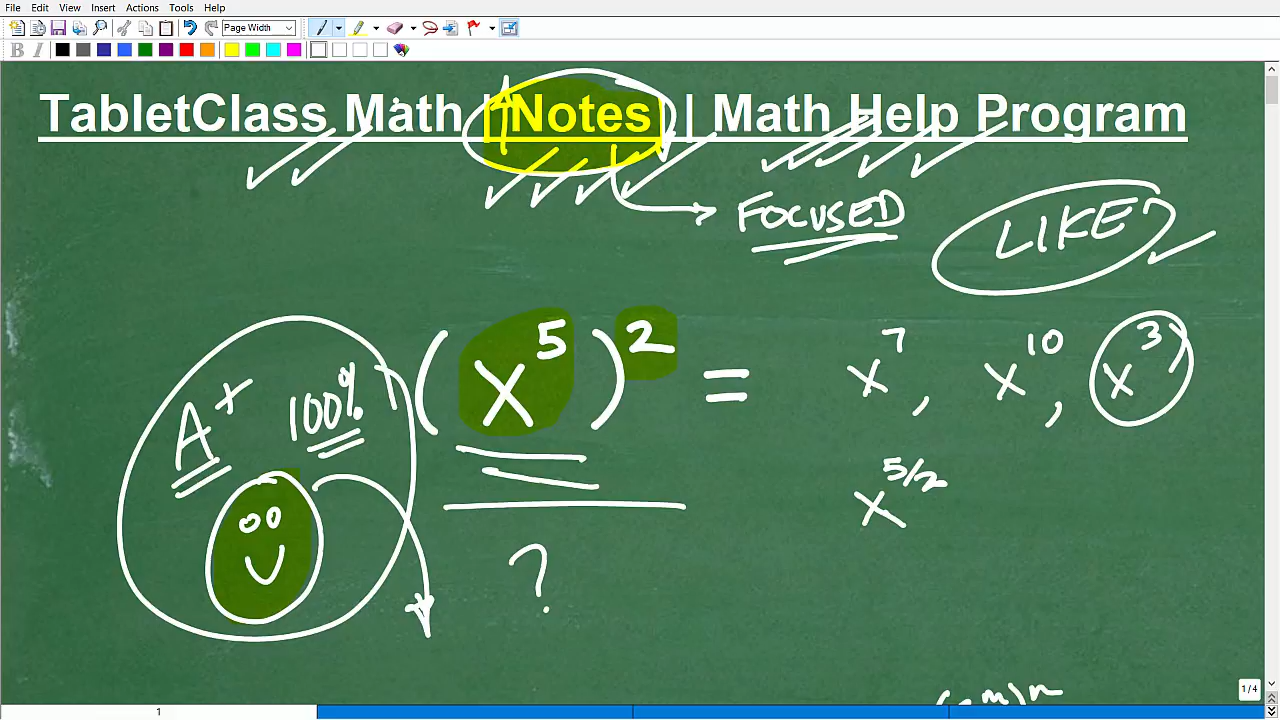 File Edit View Insert Actions Tools Help
Page Width
B I
TabletClass Math | Notes | Math Help Program
FOCUSED
LIKE
A+ 100%
(x⁵)² = x⁷, x¹⁰, x³
x^5/2
?
(m)n
1/4
1